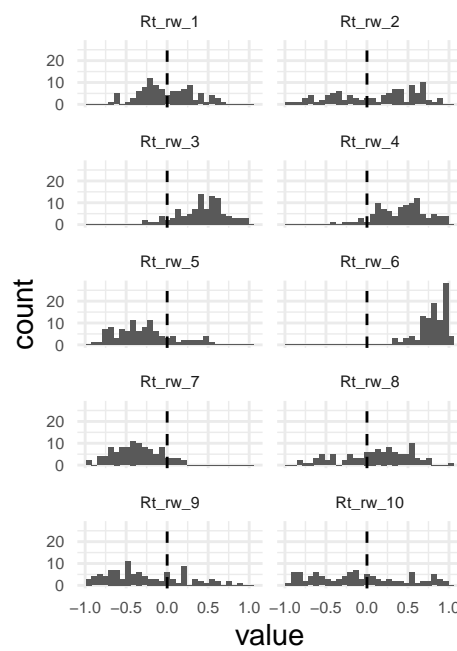 Rt_rw_1 Rt_rw_2
20
10
0
Rt_rw_3 Rt_rw_4
20
10
0
Rt_rw_5 Rt_rw_6
20
10
0
Rt_rw_7 Rt_rw_8
20
10
0
Rt_rw_9 Rt_rw_10
20
10
0
−1.0 −0.5 0.0 0.5 1.0 −1.0 −0.5 0.0 0.5 1.0
value
count